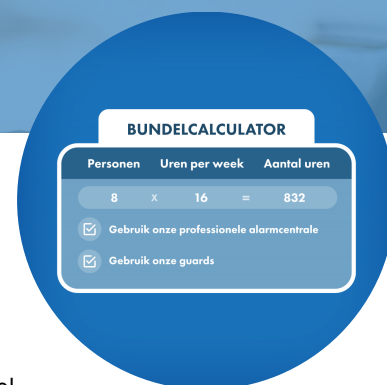 BUNDELCALCULATOR
Personen Uren per week Aantal uren
8 x 16 = 832
Gebruik onze professionele alarmcentrale
Gebruik onze guards